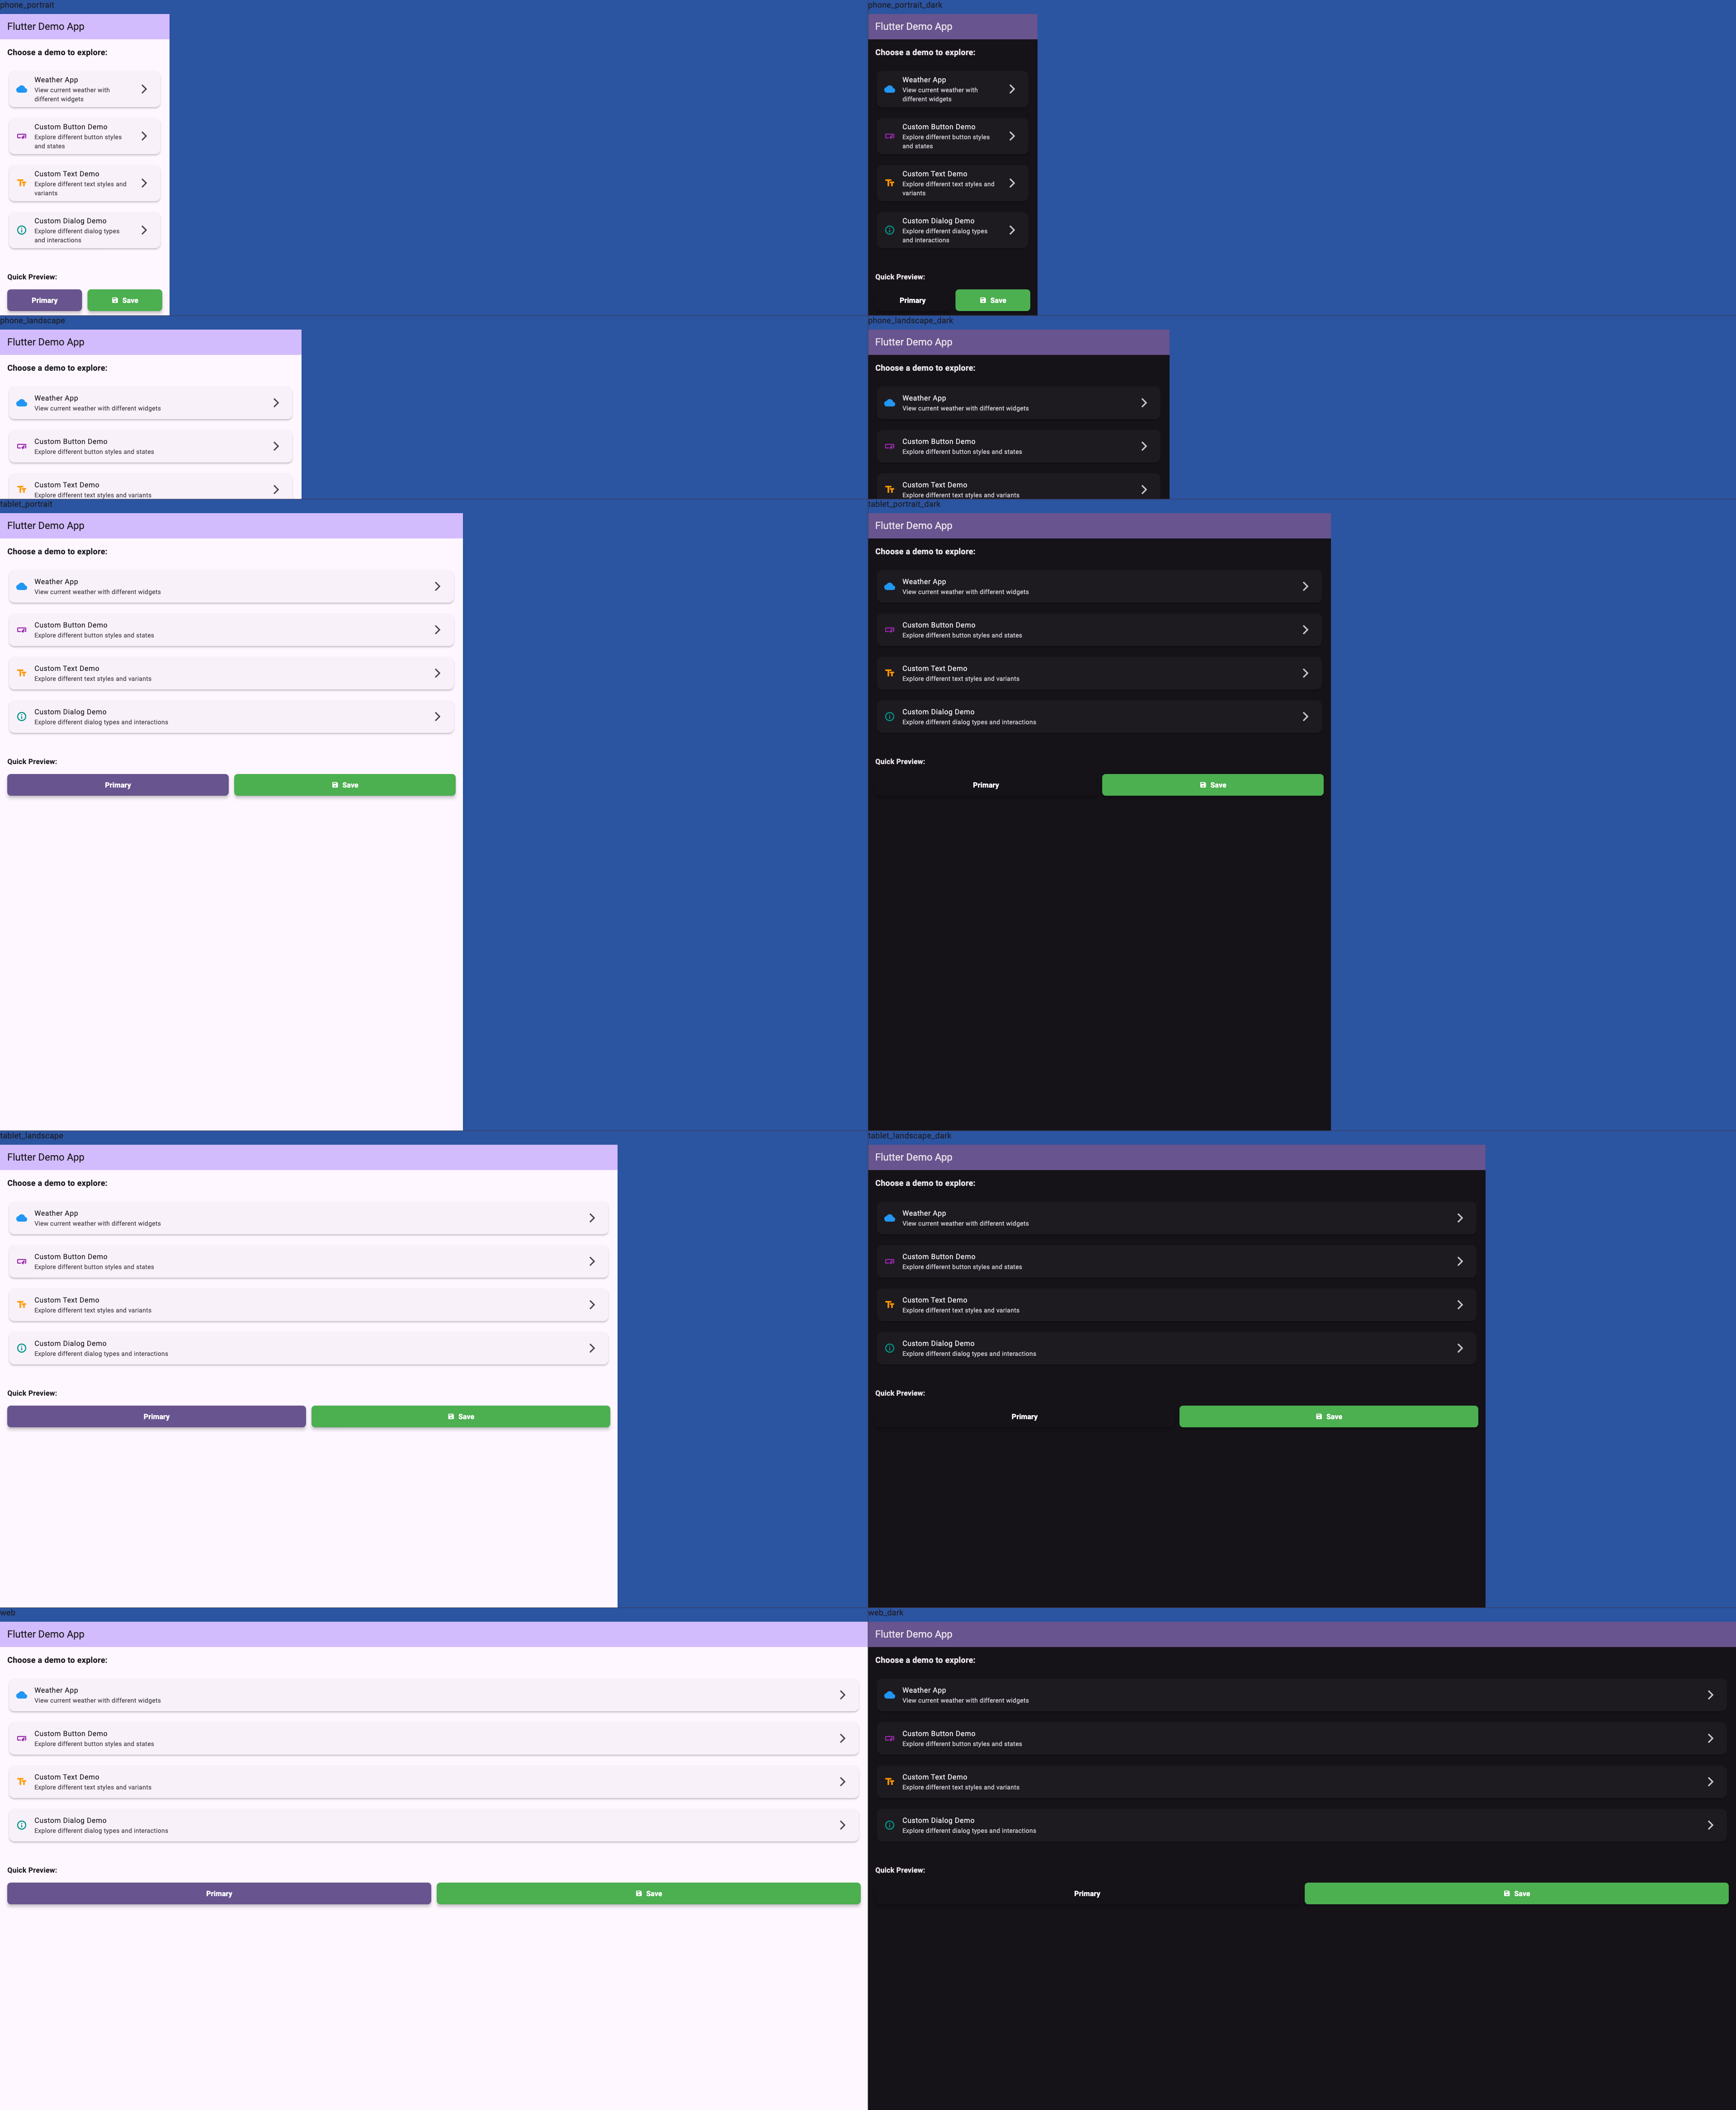 phone_portrait
Flutter Demo App
Choose a demo to explore:
Weather App
View current weather with
different widgets
Custom Button Demo
Explore different button styles
and states
Custom Text Demo
Explore different text styles and
variants
Custom Dialog Demo
Explore different dialog types
and interactions
Quick Preview:
Primary
Save
phone_portrait_dark
Flutter Demo App
Choose a demo to explore:
Weather App
View current weather with
different widgets
Custom Button Demo
Explore different button styles
and states
Custom Text Demo
Explore different text styles and
variants
Custom Dialog Demo
Explore different dialog types
and interactions
Quick Preview:
Primary
Save
phone_landscape
Flutter Demo App
Choose a demo to explore:
Weather App
View current weather with different widgets
Custom Button Demo
Explore different button styles and states
Custom Text Demo
Explore different text styles and variants
phone_landscape_dark
Flutter Demo App
Choose a demo to explore:
Weather App
View current weather with different widgets
Custom Button Demo
Explore different button styles and states
Custom Text Demo
Explore different text styles and variants
tablet_portrait
Flutter Demo App
Choose a demo to explore:
Weather App
View current weather with different widgets
Custom Button Demo
Explore different button styles and states
Custom Text Demo
Explore different text styles and variants
Custom Dialog Demo
Explore different dialog types and interactions
Quick Preview:
Primary
Save
tablet_portrait_dark
Flutter Demo App
Choose a demo to explore:
Weather App
View current weather with different widgets
Custom Button Demo
Explore different button styles and states
Custom Text Demo
Explore different text styles and variants
Custom Dialog Demo
Explore different dialog types and interactions
Quick Preview:
Primary
Save
tablet_landscape
Flutter Demo App
Choose a demo to explore:
Weather App
View current weather with different widgets
Custom Button Demo
Explore different button styles and states
Custom Text Demo
Explore different text styles and variants
Custom Dialog Demo
Explore different dialog types and interactions
Quick Preview:
Primary
Save
tablet_landscape_dark
Flutter Demo App
Choose a demo to explore:
Weather App
View current weather with different widgets
Custom Button Demo
Explore different button styles and states
Custom Text Demo
Explore different text styles and variants
Custom Dialog Demo
Explore different dialog types and interactions
Quick Preview:
Primary
Save
web
Flutter Demo App
Choose a demo to explore:
Weather App
View current weather with different widgets
Custom Button Demo
Explore different button styles and states
Custom Text Demo
Explore different text styles and variants
Custom Dialog Demo
Explore different dialog types and interactions
Quick Preview:
Primary
Save
web_dark
Flutter Demo App
Choose a demo to explore:
Weather App
View current weather with different widgets
Custom Button Demo
Explore different button styles and states
Custom Text Demo
Explore different text styles and variants
Custom Dialog Demo
Explore different dialog types and interactions
Quick Preview:
Primary
Save